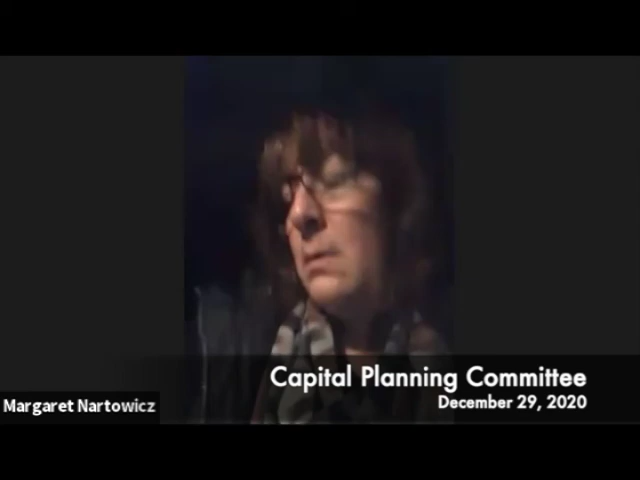 Capital Planning Committee
December 29, 2020
Margaret Nartowicz